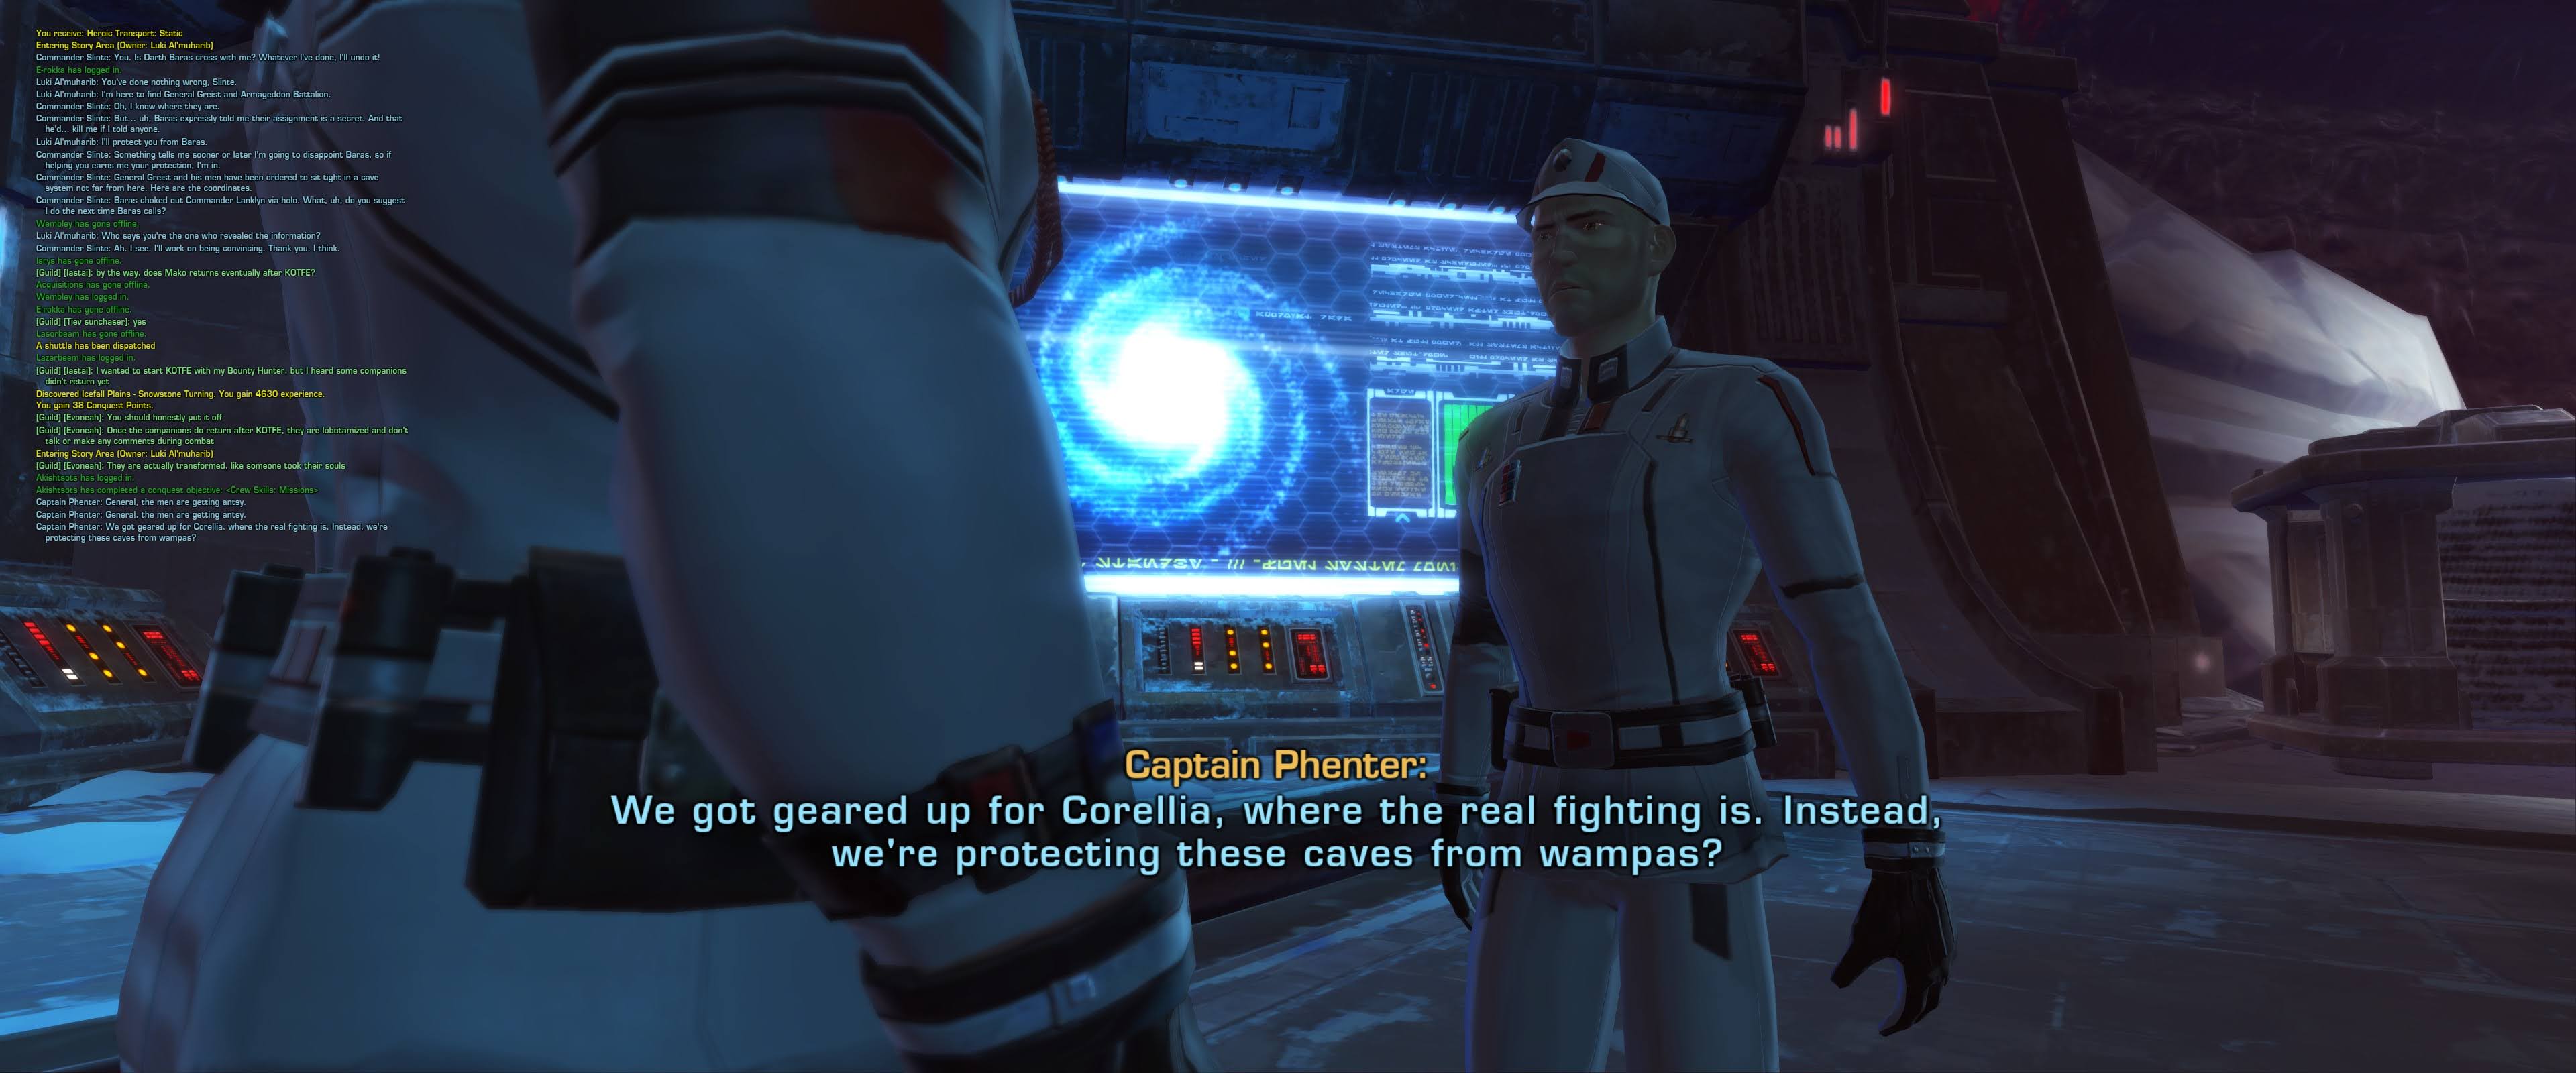 You receive: Heroic Transport: Static
Entering Story Area (Owner: Luki Al'muharib)
Commander Slinte: You. Is Darth Baras cross with me? Whatever I've done, I'll undo it!
E-rokka has logged in.
Luki Al'muharib: You've done nothing wrong, Slinte.
Luki Al'muharib: I'm here to find General Greist and Armageddon Battalion.
Commander Slinte: Oh, I know where they are.
Commander Slinte: But... uh, Baras expressly told me their assignment is a secret. And that
he'd... kill me if I told anyone.
Luki Al'muharib: I'll protect you from Baras.
Commander Slinte: Something tells me sooner or later I'm going to disappoint Baras, so if
helping you earns me your protection, I'm in.
Commander Slinte: General Greist and his men have been ordered to sit tight in a cave
system not far from here. Here are the coordinates.
Commander Slinte: Baras choked out Commander Lanklyn via holo. What, uh, do you suggest
I do the next time Baras calls?
Wembley has gone offline.
Luki Al'muharib: Who says you're the one who revealed the information?
Commander Slinte: Ah. I see. I'll work on being convincing. Thank you. I think.
Isrys has gone offline.
[Guild] [Iastai]: by the way, does Mako returns eventually after KOTFE?
Acquisitions has gone offline.
Wembley has logged in.
E-rokka has gone offline.
[Guild] [Tiev sunchaser]: yes
Lasorbeam has gone offline.
A shuttle has been dispatched
Lazarbeem has logged in.
[Guild] [Iastai]: I wanted to start KOTFE with my Bounty Hunter, but I heard some companions
didn't return yet
Discovered Icefall Plains - Snowstone Turning. You gain 4630 experience.
You gain 38 Conquest Points.
[Guild] [Evoneah]: You should honestly put it off
[Guild] [Evoneah]: Once the companions do return after KOTFE, they are lobotamized and don't
talk or make any comments during combat
Entering Story Area (Owner: Luki Al'muharib)
[Guild] [Evoneah]: They are actually transformed, like someone took their souls
Akishtsots has logged in.
Akishtsots has completed a conquest objective: <Crew Skills: Missions>
Captain Phenter: General, the men are getting antsy.
Captain Phenter: General, the men are getting antsy.
Captain Phenter: We got geared up for Corellia, where the real fighting is. Instead, we're
protecting these caves from wampas?
Captain Phenter:
We got geared up for Corellia, where the real fighting is. Instead,
we're protecting these caves from wampas?